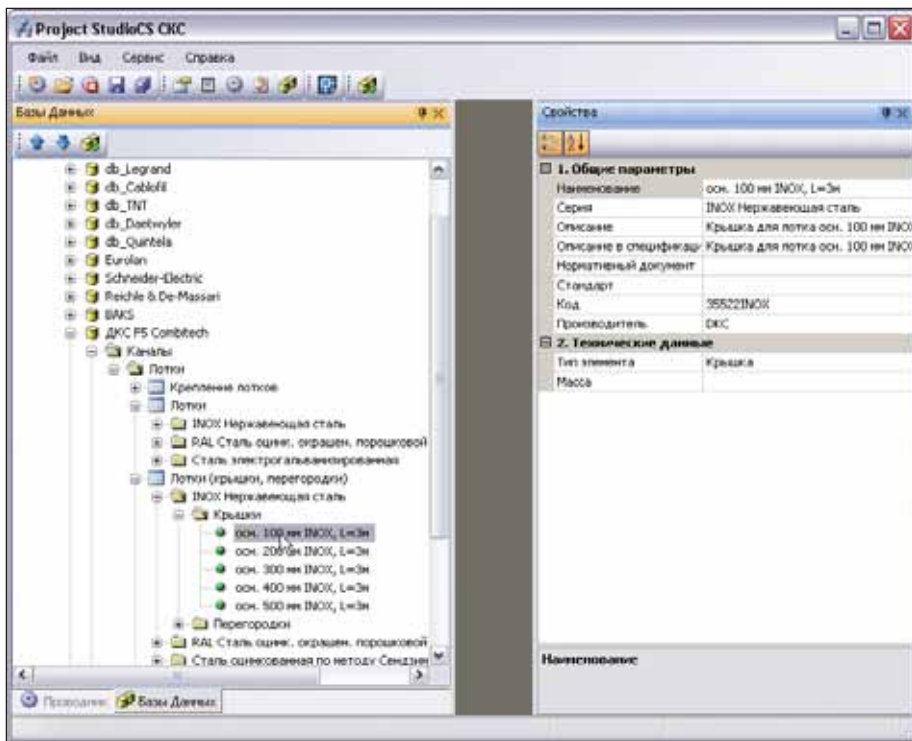 Project StudioCS СКС
Файл Вид Сервис Справка
Базы Данных
db_Legrand
db_Cablofil
db_TNT
db_Daetwyler
db_Quintela
Eurolan
Schneider-Electric
Reichle & De-Massari
BAKS
ДКС F5 Combitech
Каналы
Лотки
Крепление лотков
Лотки
INOX Нержавеющая сталь
RAL Сталь оцинк. окрашен. порошковой
Сталь электрогальванизированная
Лотки (крышки, перегородки)
INOX Нержавеющая сталь
Крышки
осн. 100 мм INOX, L=3м
осн. 200 мм INOX, L=3м
осн. 300 мм INOX, L=3м
осн. 400 мм INOX, L=3м
осн. 500 мм INOX, L=3м
Перегородки
RAL Сталь оцинк. окрашен. порошковой
Сталь оцинкованная по методу Сендзим
Проводник Базы Данных
Свойства
1. Общие параметры
Наименование осн. 100 мм INOX, L=3м
Серия INOX Нержавеющая сталь
Описание Крышка для лотка осн. 100 мм INOX
Описание в спецификац Крышка для лотка осн. 100 мм INOX
Нормативный документ
Стандарт
Код 35522INOX
Производитель DKC
2. Технические данные
Тип элемента Крышка
Масса
Наименование